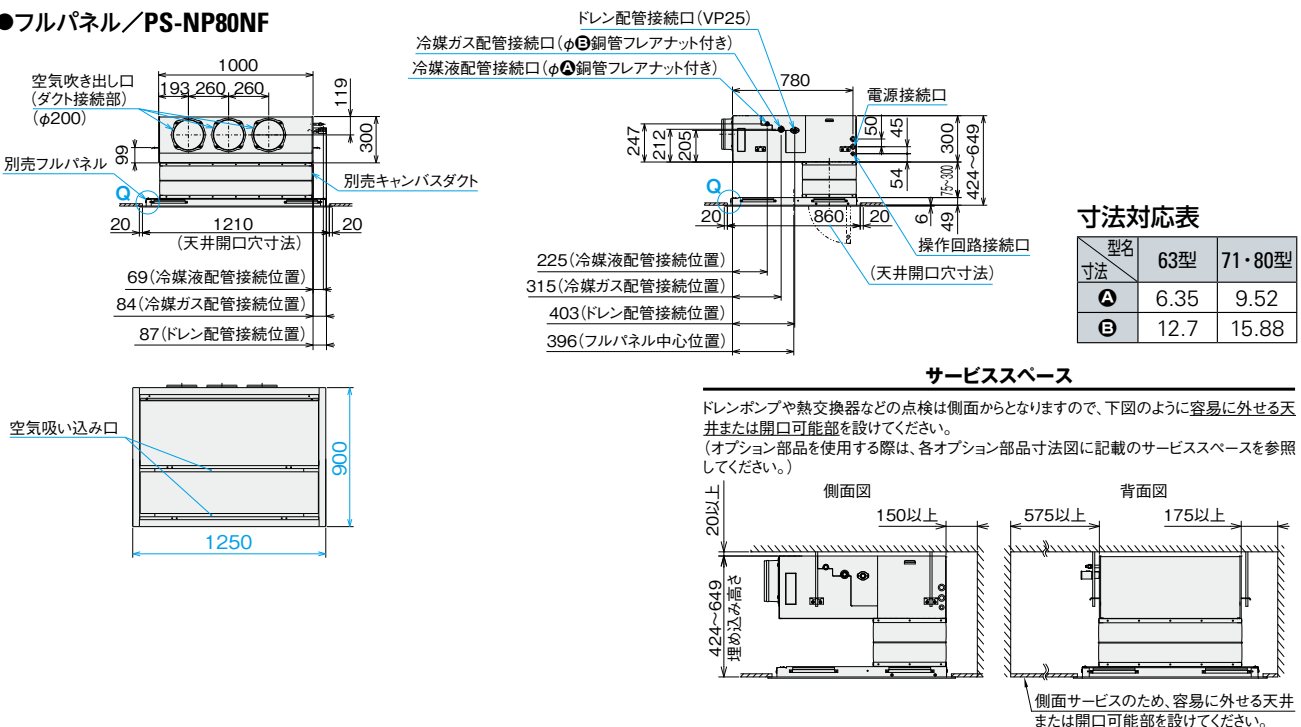 ●フルパネル／PS-NP80NF
空気吹き出し口
(ダクト接続部)
(φ200)
1000
193 260 260
119
300
99
別売フルパネル
別売キャンバスダクト
Q
20
1210
20
(天井開口穴寸法)
69(冷媒液配管接続位置)
84(冷媒ガス配管接続位置)
87(ドレン配管接続位置)
ドレン配管接続口(VP25)
冷媒ガス配管接続口(φB銅管フレアナット付き)
冷媒液配管接続口(φA銅管フレアナット付き)
780
電源接続口
247
212
205
50
45
300
424~649
54
75~300
Q
20
860
20
6
49
操作回路接続口
(天井開口穴寸法)
225(冷媒液配管接続位置)
315(冷媒ガス配管接続位置)
403(ドレン配管接続位置)
396(フルパネル中心位置)
寸法対応表
型名
寸法
63型 71・80型
A 6.35 9.52
B 12.7 15.88
空気吸い込み口
900
1250
サービススペース
ドレンポンプや熱交換器などの点検は側面からとなりますので、下図のように容易に外せる天
井または開口可能部を設けてください。
(オプション部品を使用する際は、各オプション部品寸法図に記載のサービススペースを参照
してください。)
側面図
20以上
150以上
424~649
埋め込み高さ
背面図
575以上
175以上
側面サービスのため、容易に外せる天井
または開口可能部を設けてください。